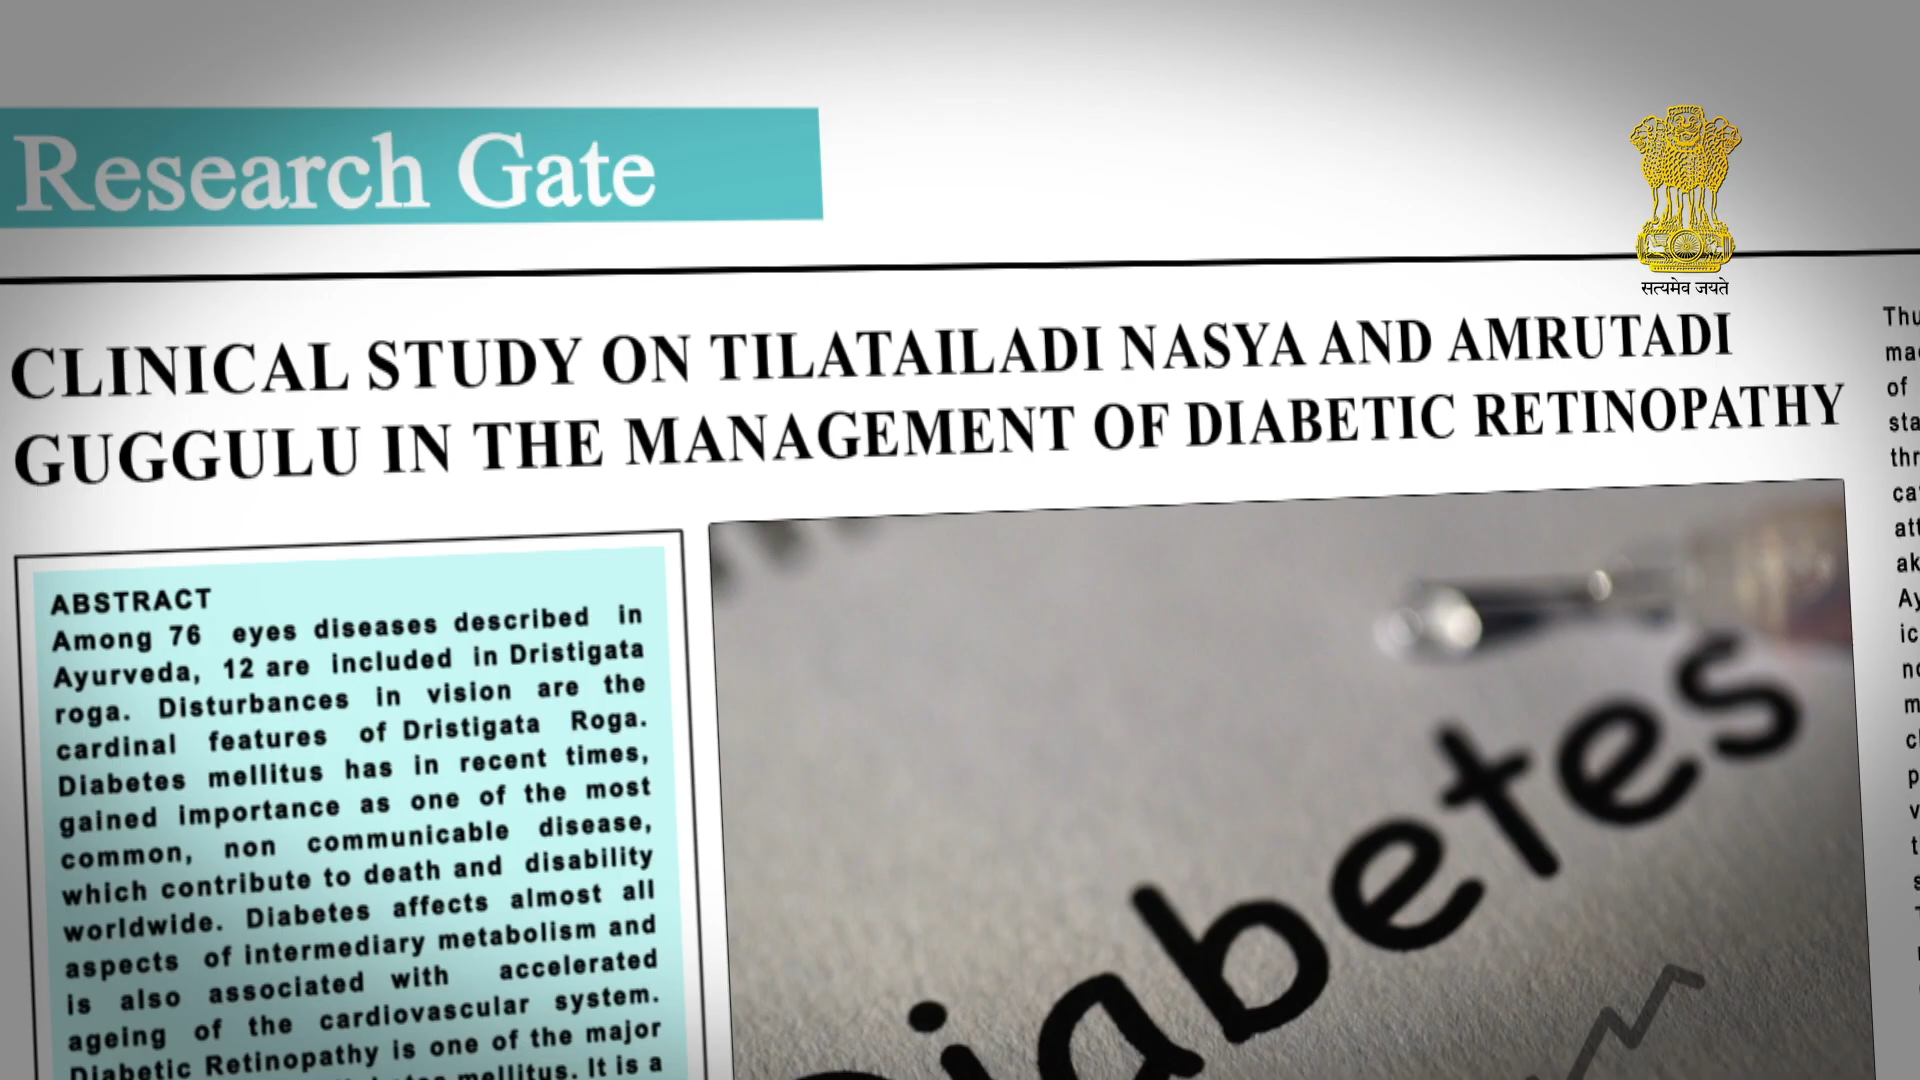 Research Gate
सत्यमेव जयते
CLINICAL STUDY ON TILATAILADI NASYA AND AMRUTADI
GUGGULU IN THE MANAGEMENT OF DIABETIC RETINOPATHY
ABSTRACT
Among 76 eyes diseases described in
Ayurveda, 12 are included in Dristigata
roga. Disturbances in vision are the
cardinal features of Dristigata Roga.
Diabetes mellitus has in recent times,
gained importance as one of the most
common, non communicable disease,
which contribute to death and disability
worldwide. Diabetes affects almost all
aspects of intermediary metabolism and
is also associated with accelerated
ageing of the cardiovascular system.
Diabetic Retinopathy is one of the major
mellitus. It is a
Diabetes
of